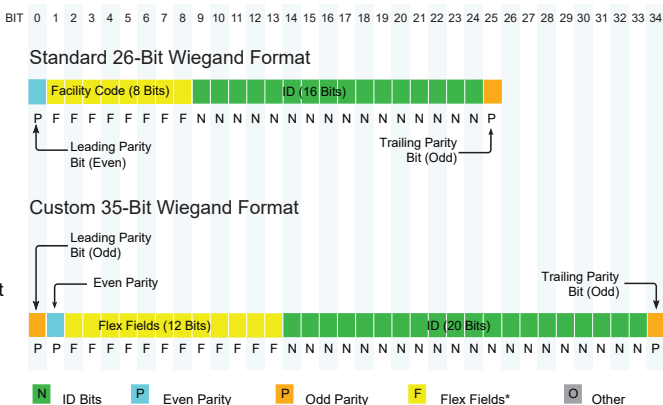 BIT 0 1 2 3 4 5 6 7 8 9 10 11 12 13 14 15 16 17 18 19 20 21 22 23 24 25 26 27 28 29 30 31 32 33 34
Standard 26-Bit Wiegand Format
Facility Code (8 Bits) ID (16 Bits)
P F F F F F F F F N N N N N N N N N N N N N N N N P
Leading Parity
Bit (Even)
Trailing Parity
Bit (Odd)
Custom 35-Bit Wiegand Format
Leading Parity
Bit (Odd)
Even Parity
Trailing Parity
Bit (Odd)
t
Flex Fields (12 Bits) ID (20 Bits)
P P F F F F F F F F F F F F N N N N N N N N N N N N N N N N N N N N P
N ID Bits P Even Parity P Odd Parity F Flex Fields* O Other